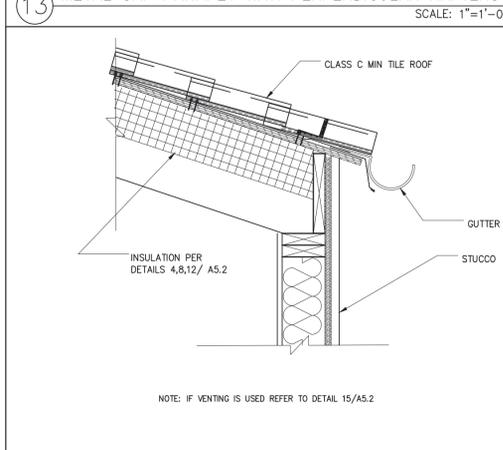 13
SCALE: 1"=1'-0
CLASS C MIN TILE ROOF
GUTTER
STUCCO
INSULATION PER
DETAILS 4,8,12/ A5.2
NOTE: IF VENTING IS USED REFER TO DETAIL 15/A5.2